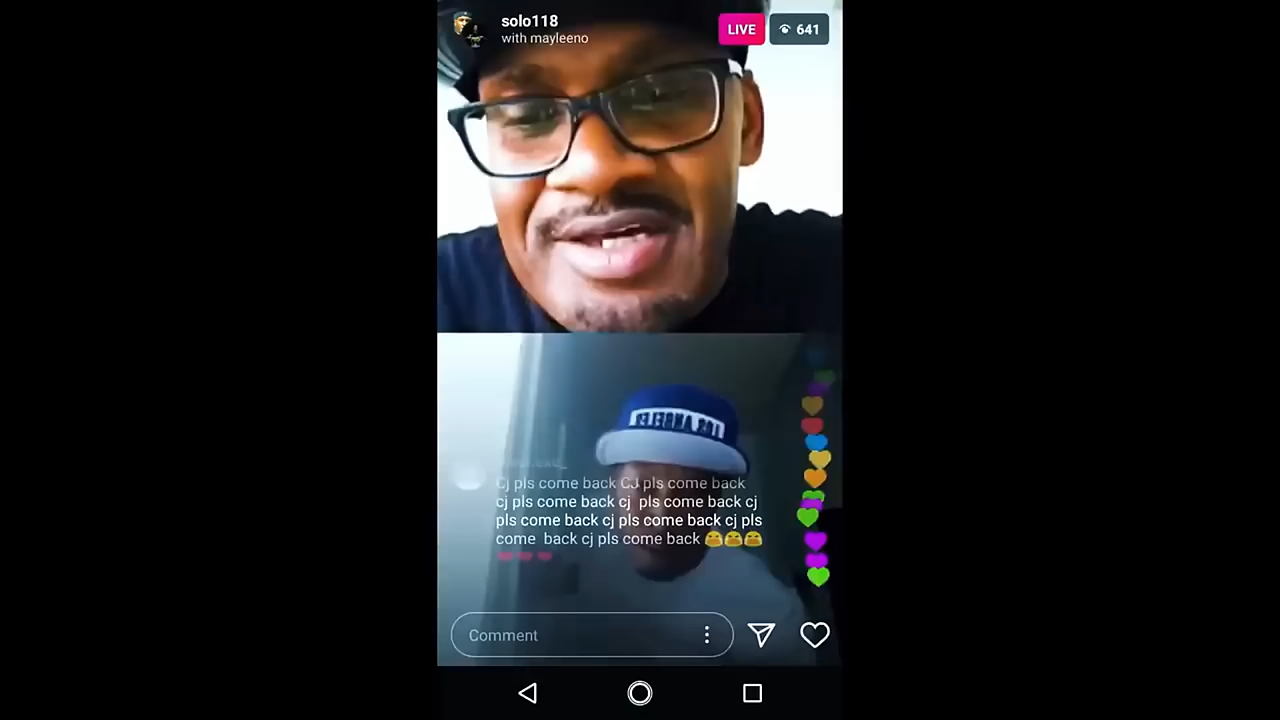 solo118
with mayleeno
LIVE
641
LOS ANGELES
Cj pls come back CJ pls come back
cj pls come back cj pls come back cj
pls come back cj pls come back cj pls
come back cj pls come back 😫😫😫
Comment